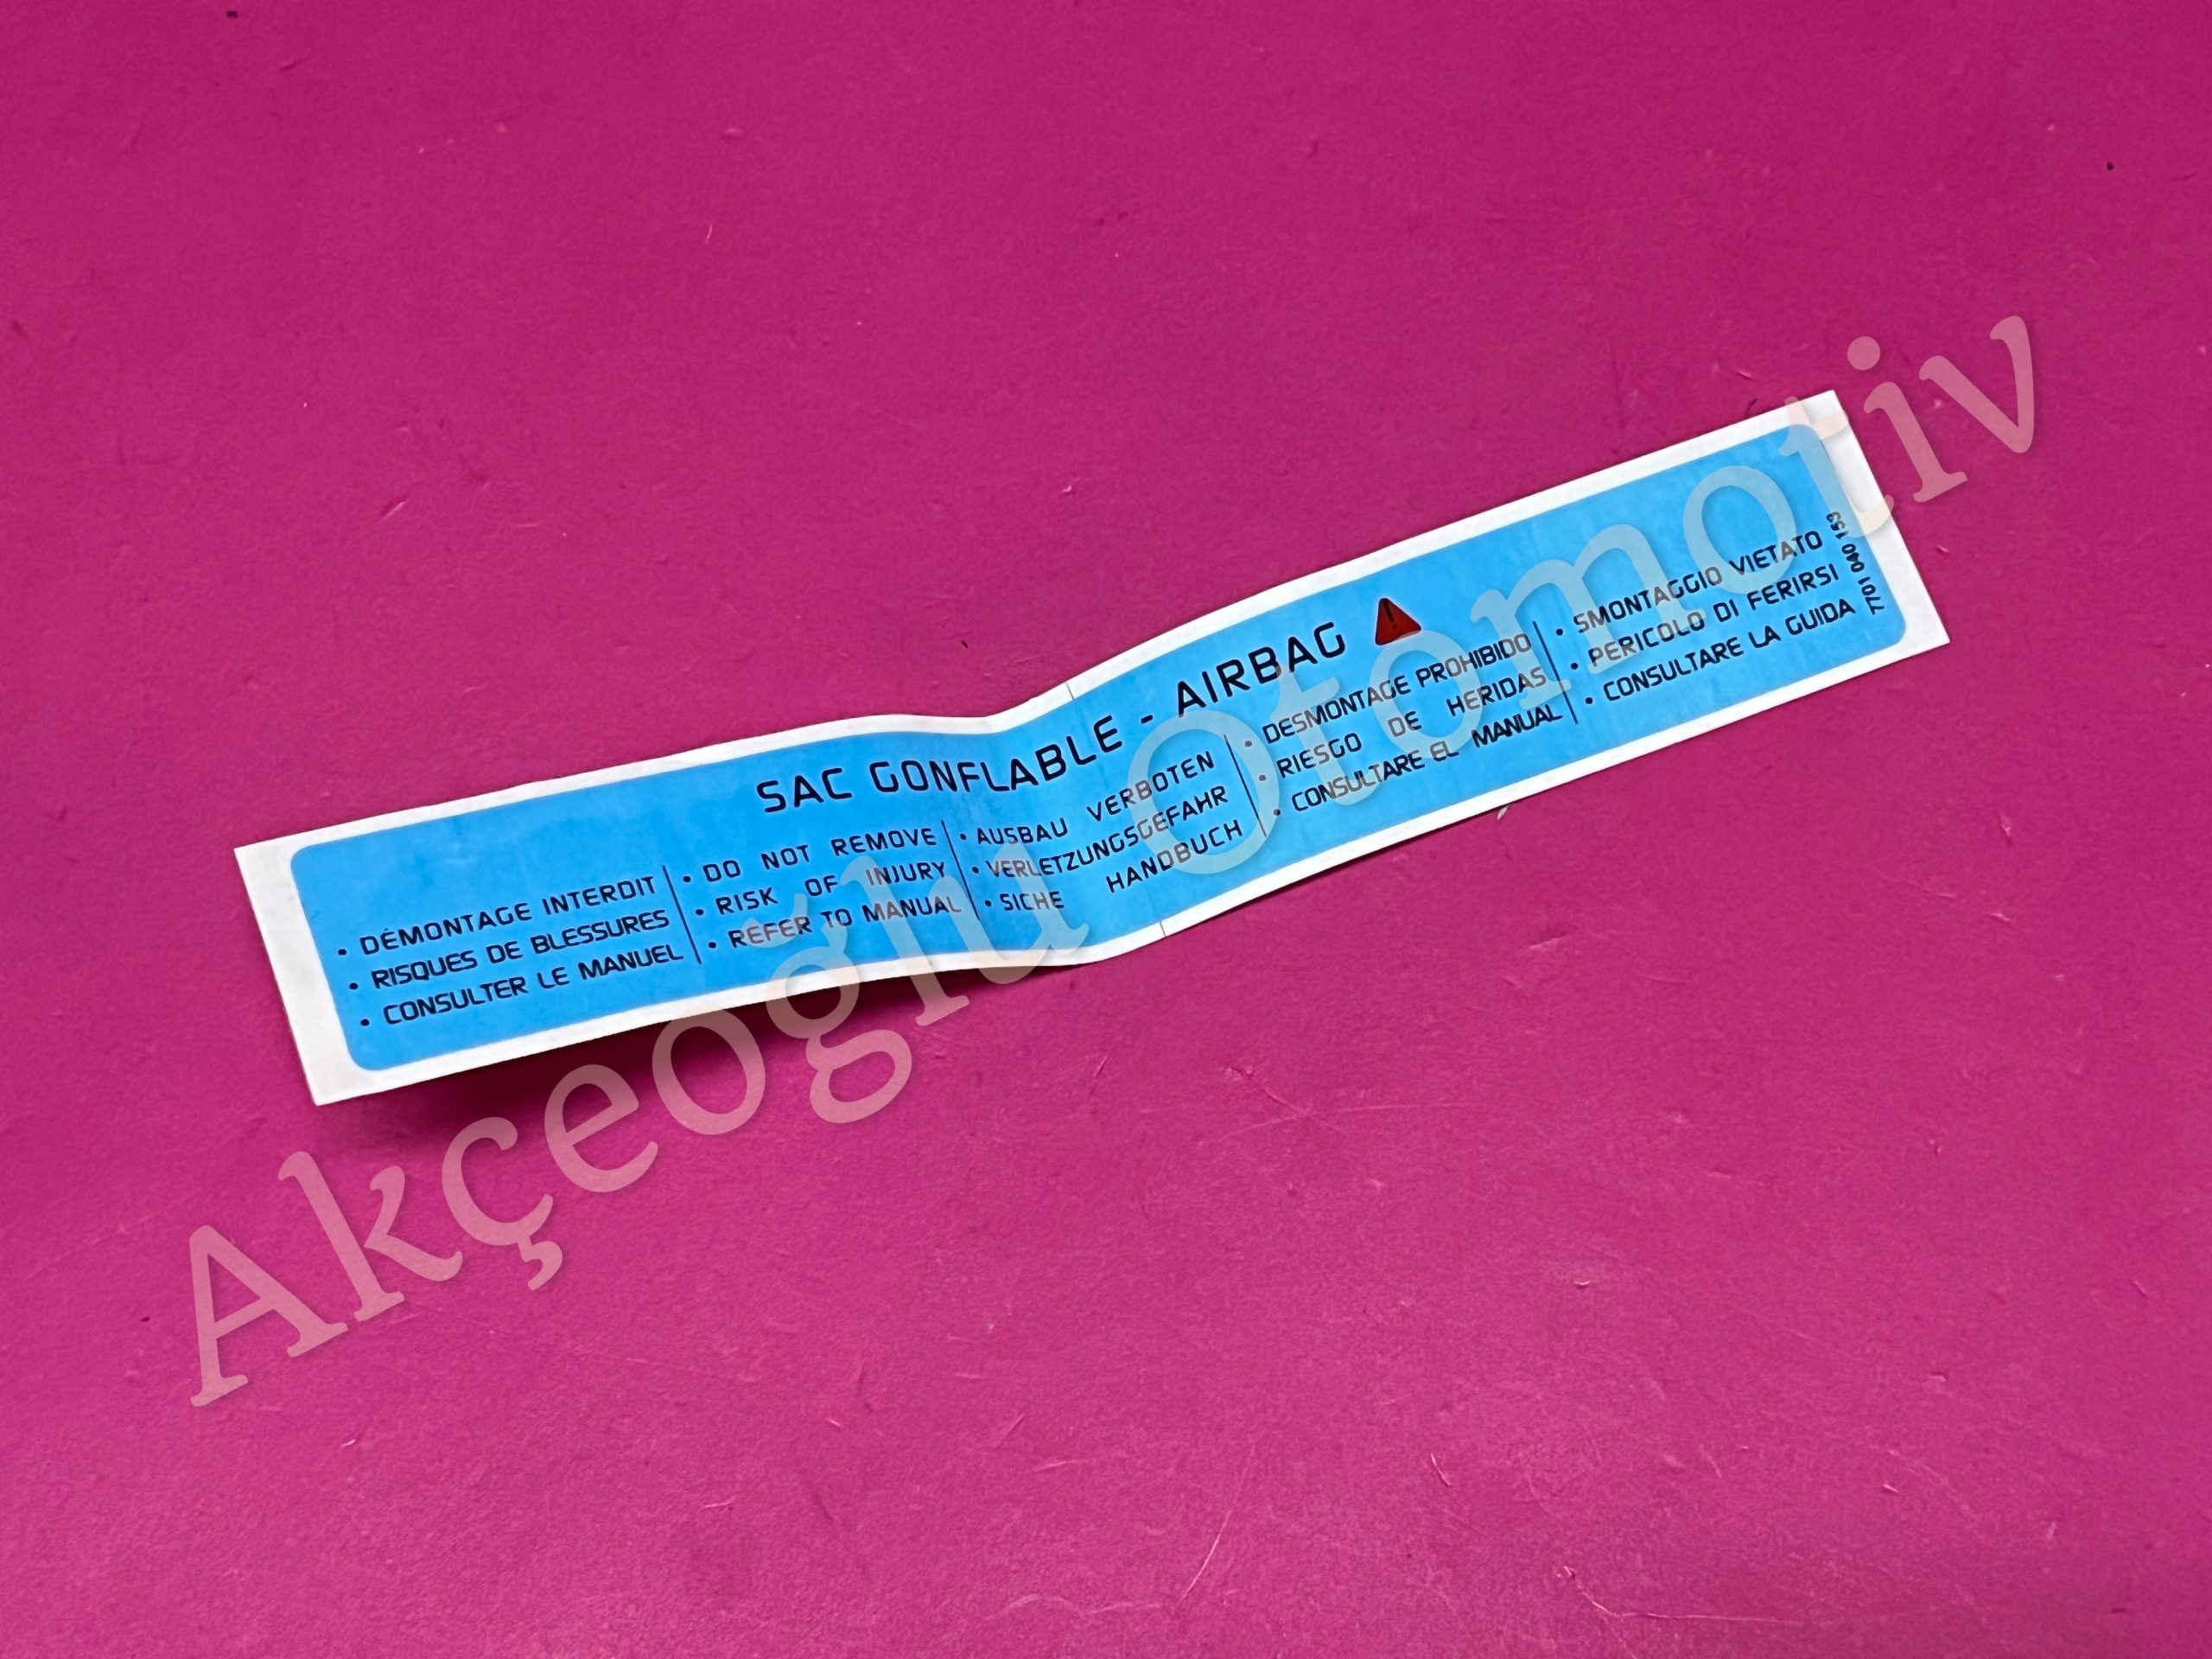 SAC GONFLABLE - AIRBAG
• DÉMONTAGE INTERDIT
• RISQUES DE BLESSURES
• CONSULTER LE MANUEL
• DO NOT REMOVE
• RISK OF INJURY
• REFER TO MANUAL
• AUSBAU VERBOTEN
• VERLETZUNGSGEFAHR
• SICHE HANDBUCH
• DESMONTAGE PROHIBIDO
• RIESGO DE HERIDAS
• CONSULTARE EL MANUAL
• SMONTAGGIO VIETATO
• PERICOLO DI FERIRSI
• CONSULTARE LA GUIDA
7701 040 153
Akçeoğlu otomotiv